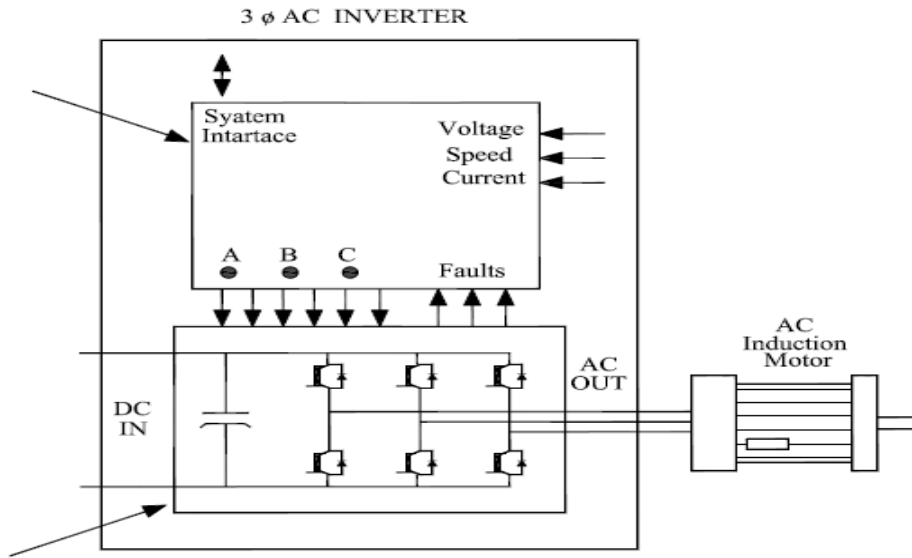 3 ø AC INVERTER
Syatem
Intartace
Voltage
Speed
Current
A B C
Faults
DC
IN
AC
OUT
AC
Induction
Motor